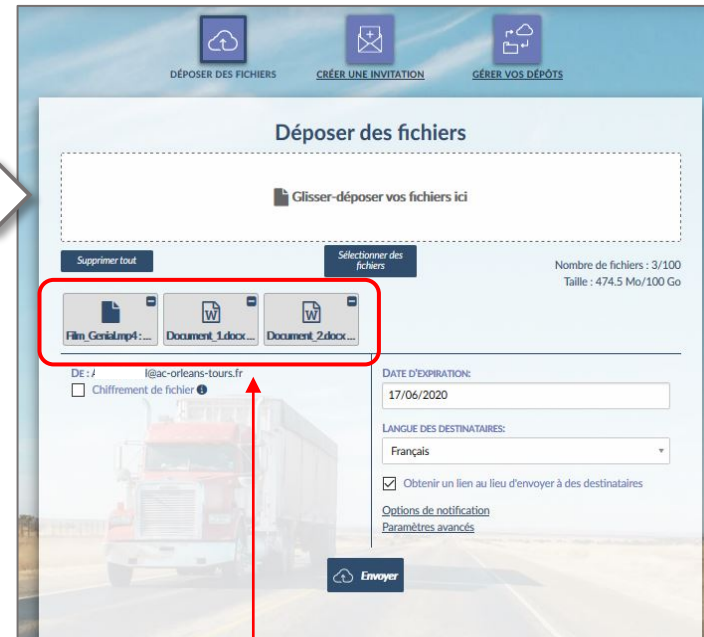 DÉPOSER DES FICHIERS CRÉER UNE INVITATION GÉRER VOS DÉPÔTS
Déposer des fichiers
Glisser-déposer vos fichiers ici
Supprimer tout
Sélectionner des
fichiers
Nombre de fichiers : 3/100
Taille : 474.5 Mo/100 Go
Film_Genial.mp4 :... Document_1.docx... Document_2.docx...
DE : l@ac-orleans-tours.fr
Chiffrement de fichier
DATE D'EXPIRATION:
17/06/2020
LANGUE DES DESTINATAIRES:
Français
Obtenir un lien au lieu d'envoyer à des destinataires
Options de notification
Paramètres avancés
Envoyer